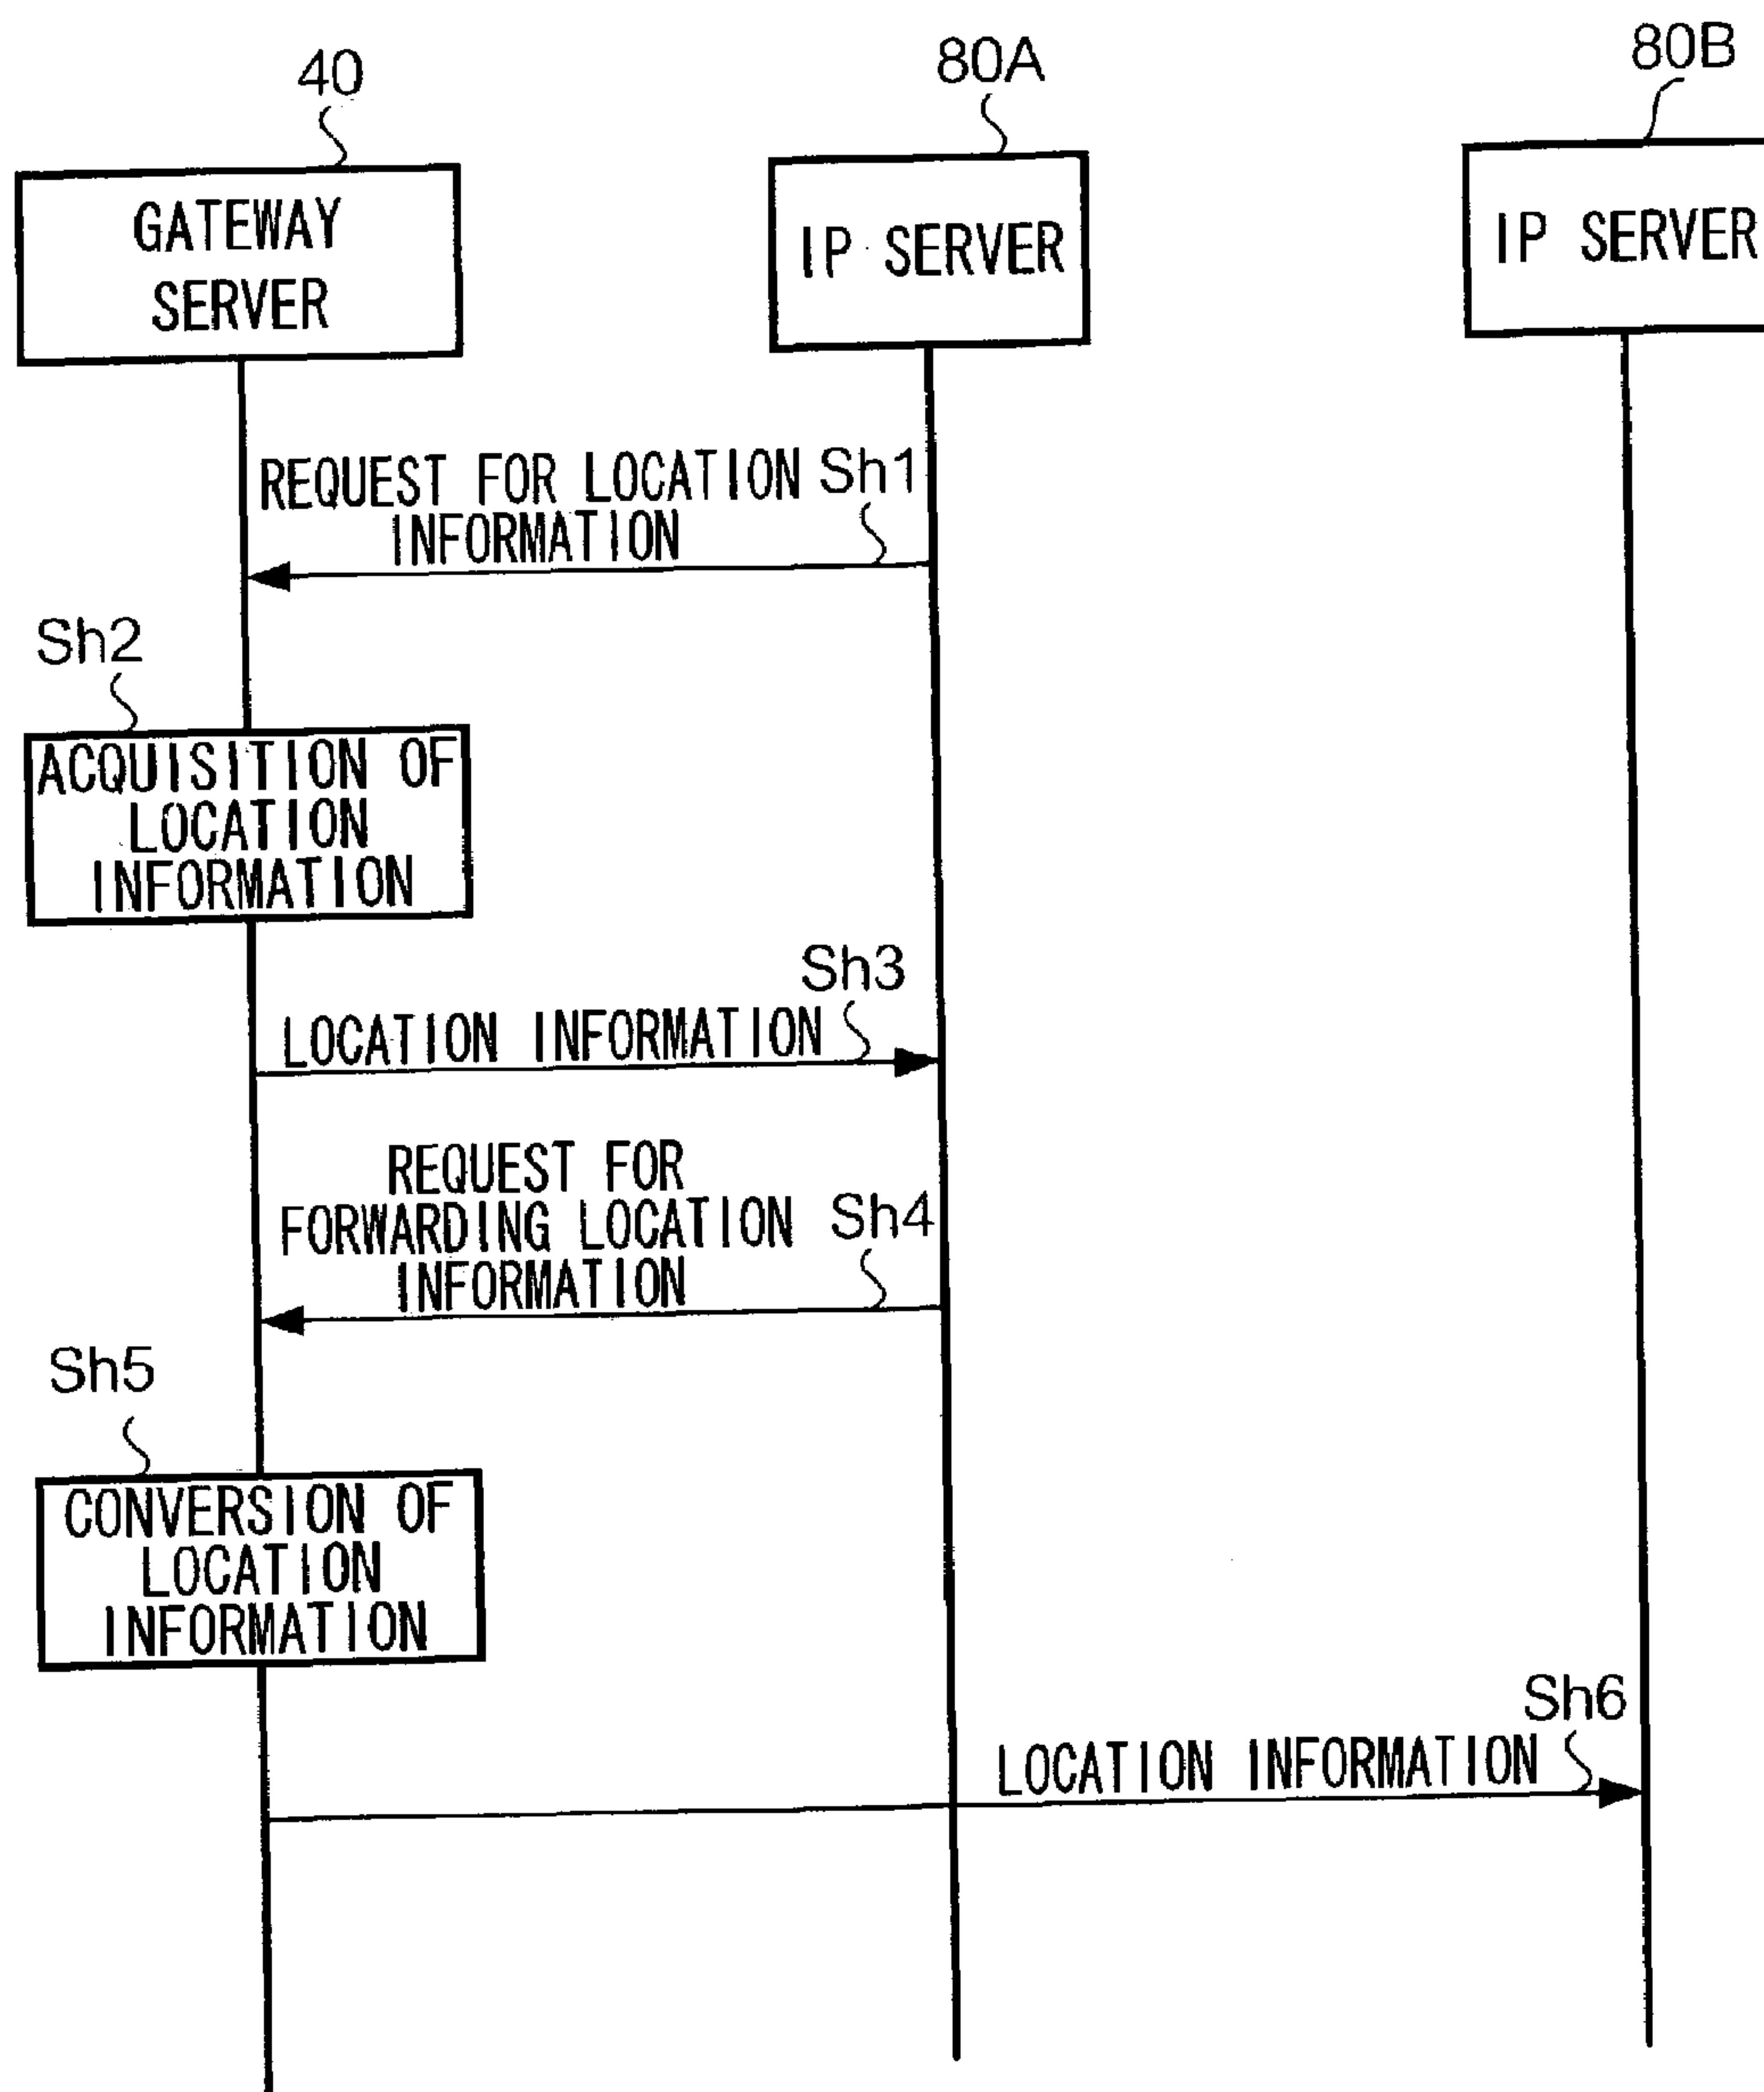 40
80A
80B
GATEWAY
SERVER
IP SERVER
IP SERVER
REQUEST FOR LOCATION
INFORMATION
Sh1
Sh2
ACQUISITION OF
LOCATION
INFORMATION
Sh3
LOCATION INFORMATION
REQUEST FOR
FORWARDING LOCATION
INFORMATION
Sh4
Sh5
CONVERSION OF
LOCATION
INFORMATION
Sh6
LOCATION INFORMATION